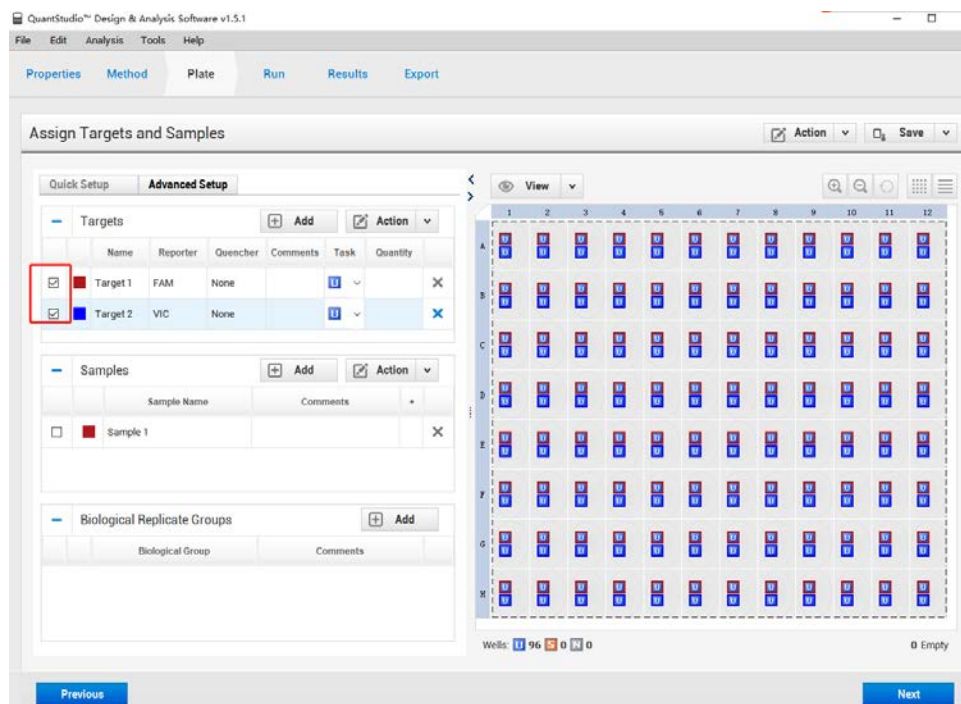 QuantStudio™ Design & Analysis Software v1.5.1
File Edit Analysis Tools Help
Properties Method Plate Run Results Export
Assign Targets and Samples
Action Save
Quick Setup Advanced Setup
Targets Add Action
Name Reporter Quencher Comments Task Quantity
Target 1 FAM None U
Target 2 VIC None U
Samples Add Action
Sample Name Comments
Sample 1
Biological Replicate Groups Add
Biological Group Comments
View
1 2 3 4 5 6 7 8 9 10 11 12
A U U U U U U U U U U U U
U U U U U U U U U U U U
B U U U U U U U U U U U U
U U U U U U U U U U U U
C U U U U U U U U U U U U
U U U U U U U U U U U U
D U U U U U U U U U U U U
U U U U U U U U U U U U
E U U U U U U U U U U U U
U U U U U U U U U U U U
F U U U U U U U U U U U U
U U U U U U U U U U U U
G U U U U U U U U U U U U
U U U U U U U U U U U U
H U U U U U U U U U U U U
U U U U U U U U U U U U
Wells: U 96 S 0 N 0 0 Empty
Previous Next